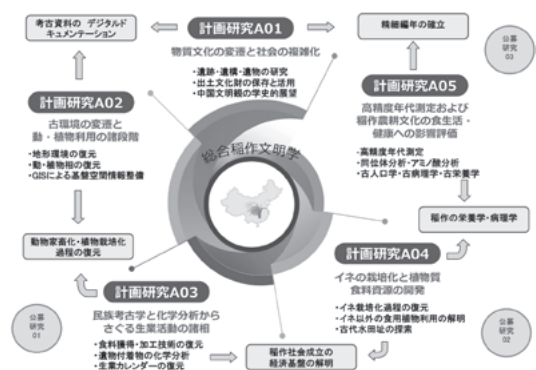 考古資料の デジタルド
キュメンテーション
計画研究A01
物質文化の変遷と社会の複雑化
・遺跡・遺構・遺物の研究
・出土文化財の保存と活用
・中国文明観の学史的展望
精細編年の確立
公募
研究
03
計画研究A02
古環境の変遷と
動・植物利用の諸段階
・地形環境の復元
・動・植物相の復元
・GISによる基盤空間情報整備
総合稲作文明学
計画研究A05
高精度年代測定および
稲作農耕文化の食生活・
健康への影響評価
・高精度年代測定
・同位体分析・アミノ酸分析
・古人口学・古病理学・古栄養学
動物家畜化・植物栽培化
過程の復元
稲作の栄養学・病理学
計画研究A03
民族考古学と化学分析から
さぐる生業活動の諸相
・食料獲得・加工技術の復元
・遺物付着物の化学分析
・生業カレンダーの復元
計画研究A04
イネの栽培化と植物質
食料資源の開発
・イネ栽培化過程の復元
・イネ以外の食用植物利用の解明
・古代水田址の探索
公募
研究
01
稲作社会成立の
経済基盤の解明
公募
研究
02